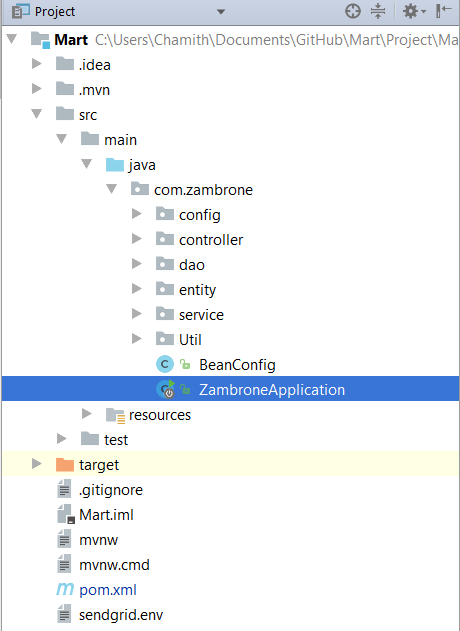 Project
Mart C:\Users\Chamith\Documents\GitHub\Mart\Project\Ma
.idea
.mvn
src
main
java
com.zambrone
config
controller
dao
entity
service
Util
BeanConfig
ZambroneApplication
resources
test
target
.gitignore
Mart.iml
mvnw
mvnw.cmd
pom.xml
sendgrid.env